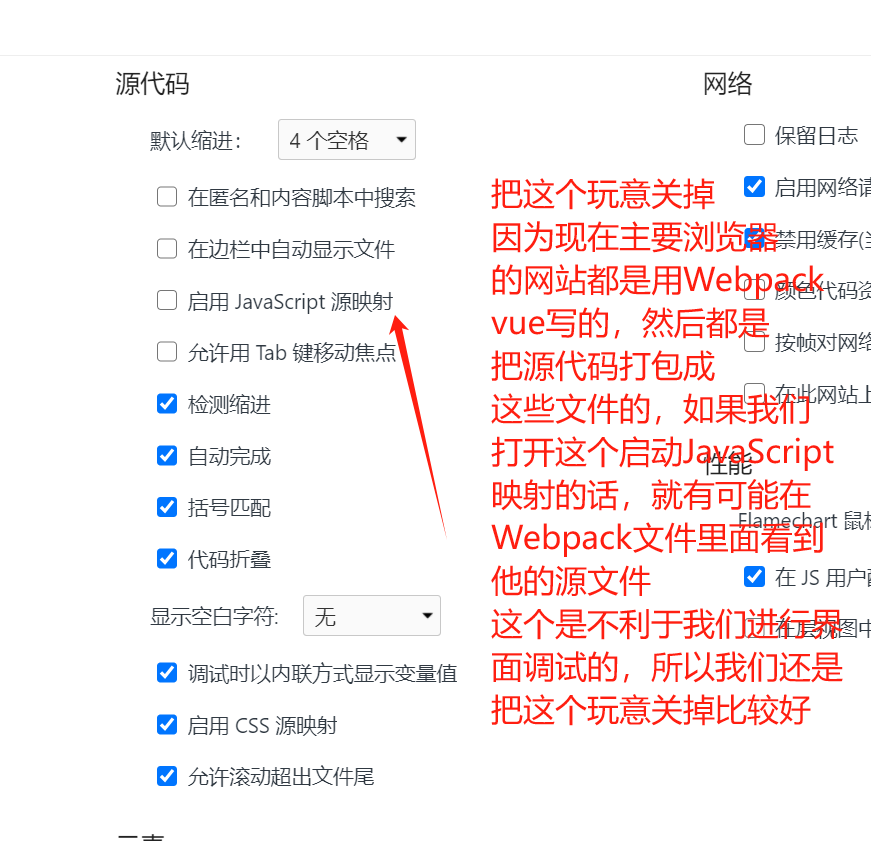 源代码
默认缩进：
4 个空格
在匿名和内容脚本中搜索
在边栏中自动显示文件
启用 JavaScript 源映射
允许用 Tab 键移动焦点
检测缩进
自动完成
括号匹配
代码折叠
显示空白字符:
无
调试时以内联方式显示变量值
启用 CSS 源映射
允许滚动超出文件尾
把这个玩意关掉
因为现在主要浏览器
的网站都是用Webpack
vue写的，然后都是
把源代码打包成
这些文件的，如果我们
打开这个启动JavaScript
映射的话，就有可能在
Webpack文件里面看到
他的源文件
这个是不利于我们进行界
面调试的，所以我们还是
把这个玩意关掉比较好
网络
保留日志
启用网络请
禁用缓存(
颜色代码资
按帧对网络
在此网站上
性能
Flamechart 鼠标
在 JS 用户配
在层视图中